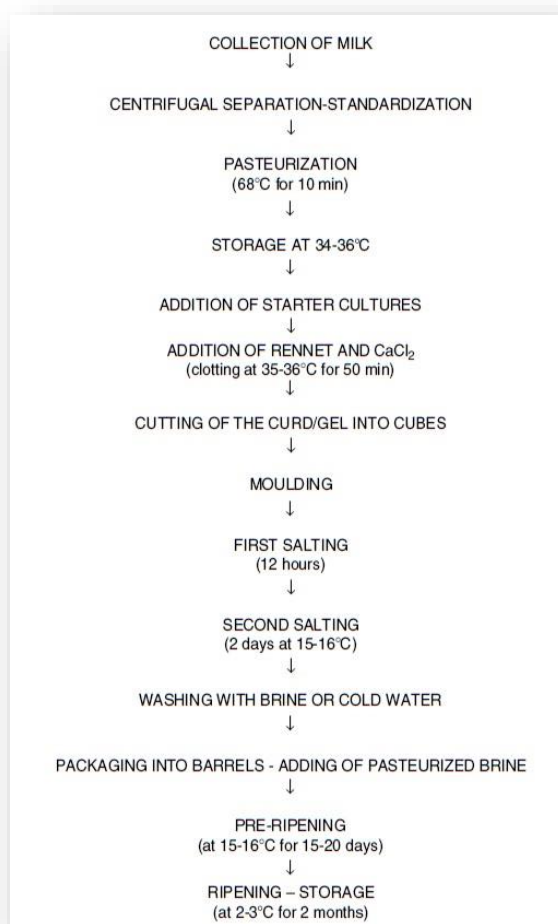 COLLECTION OF MILK
↓
CENTRIFUGAL SEPARATION-STANDARDIZATION
↓
PASTEURIZATION
(68°C for 10 min)
↓
STORAGE AT 34-36°C
↓
ADDITION OF STARTER CULTURES
↓
ADDITION OF RENNET AND CaCl₂
(clotting at 35-36°C for 50 min)
↓
CUTTING OF THE CURD/GEL INTO CUBES
↓
MOULDING
↓
FIRST SALTING
(12 hours)
↓
SECOND SALTING
(2 days at 15-16°C)
↓
WASHING WITH BRINE OR COLD WATER
↓
PACKAGING INTO BARRELS - ADDING OF PASTEURIZED BRINE
↓
PRE-RIPENING
(at 15-16°C for 15-20 days)
↓
RIPENING – STORAGE
(at 2-3°C for 2 months)